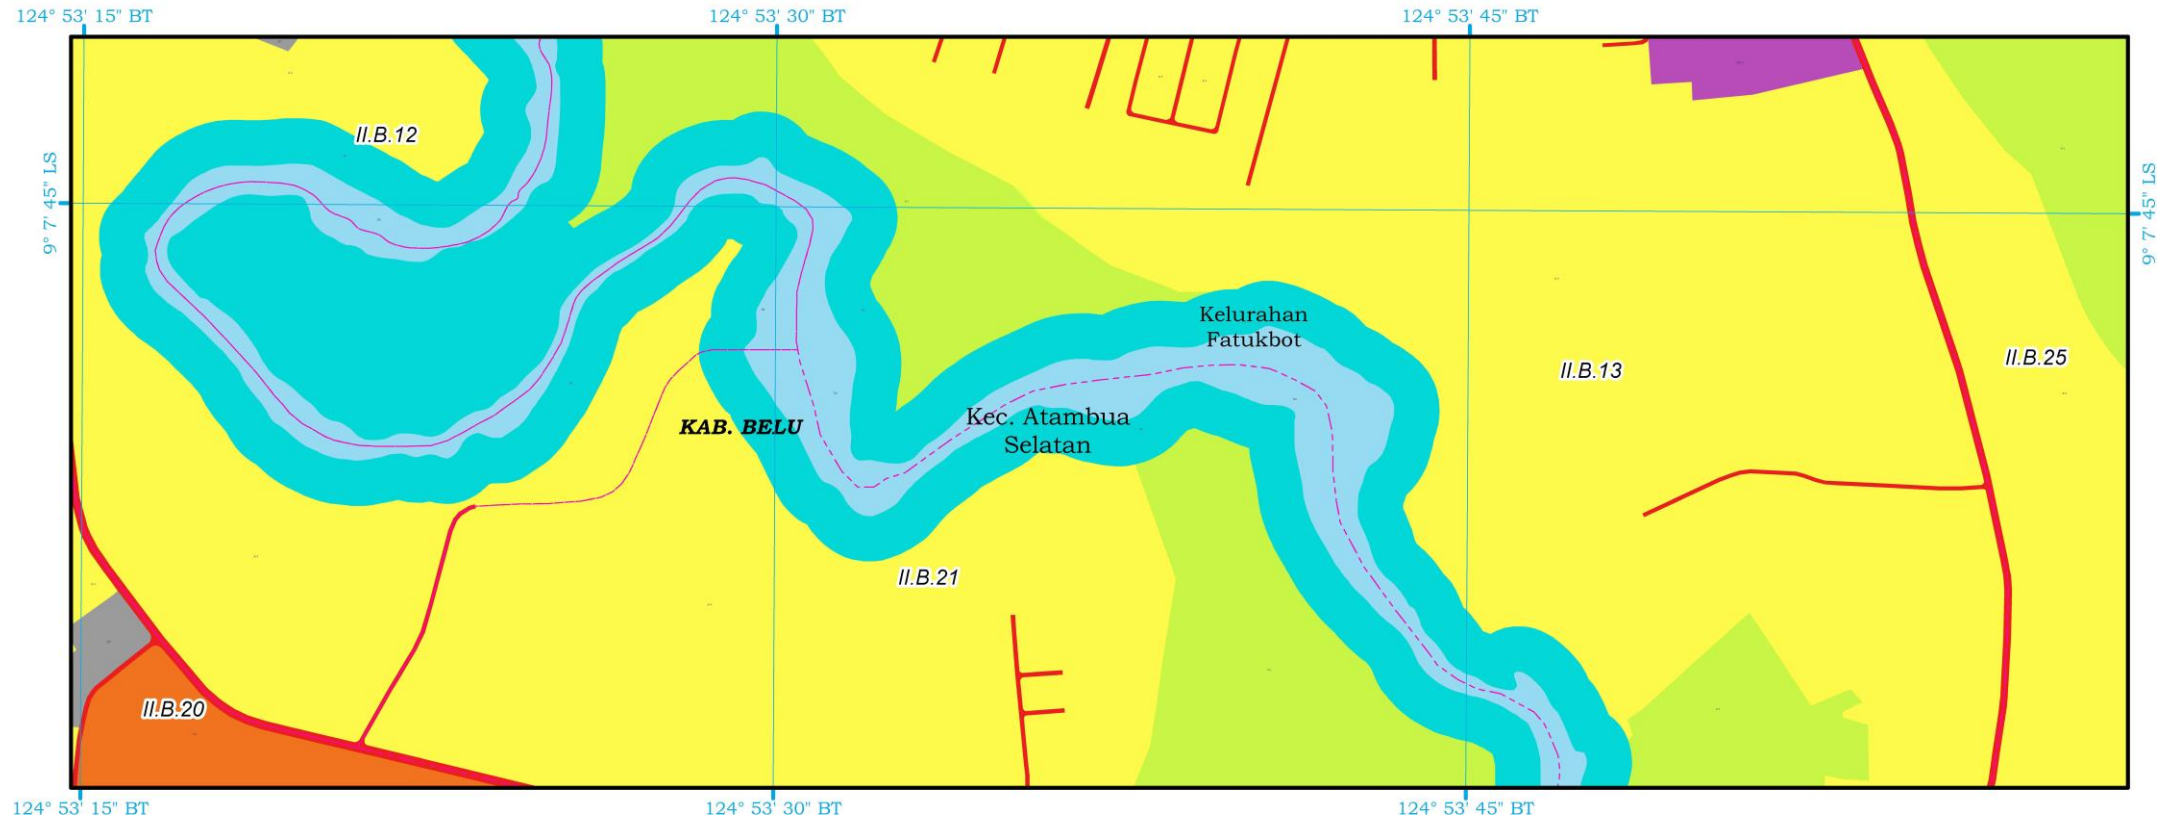 124° 53' 15" BT
124° 53' 30" BT
124° 53' 45" BT
II.B.12
9° 7' 45" LS
9° 7' 45" LS
Kelurahan
Fatukbot
II.B.13
II.B.25
KAB. BELU
Kec. Atambua
Selatan
II.B.21
II.B.20
124° 53' 15" BT
124° 53' 30" BT
124° 53' 45" BT